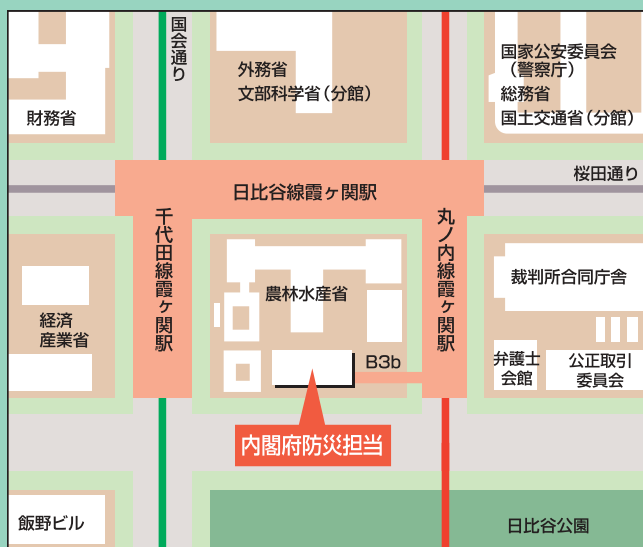 国会通り
外務省
文部科学省(分館)
国家公安委員会
(警察庁)
総務省
国土交通省(分館)
財務省
桜田通り
日比谷線霞ヶ関駅
千代田線霞ヶ関駅
丸ノ内線霞ヶ関駅
農林水産省
裁判所合同庁舎
経済
産業省
B3b
弁護士
会館
公正取引
委員会
内閣府防災担当
飯野ビル
日比谷公園